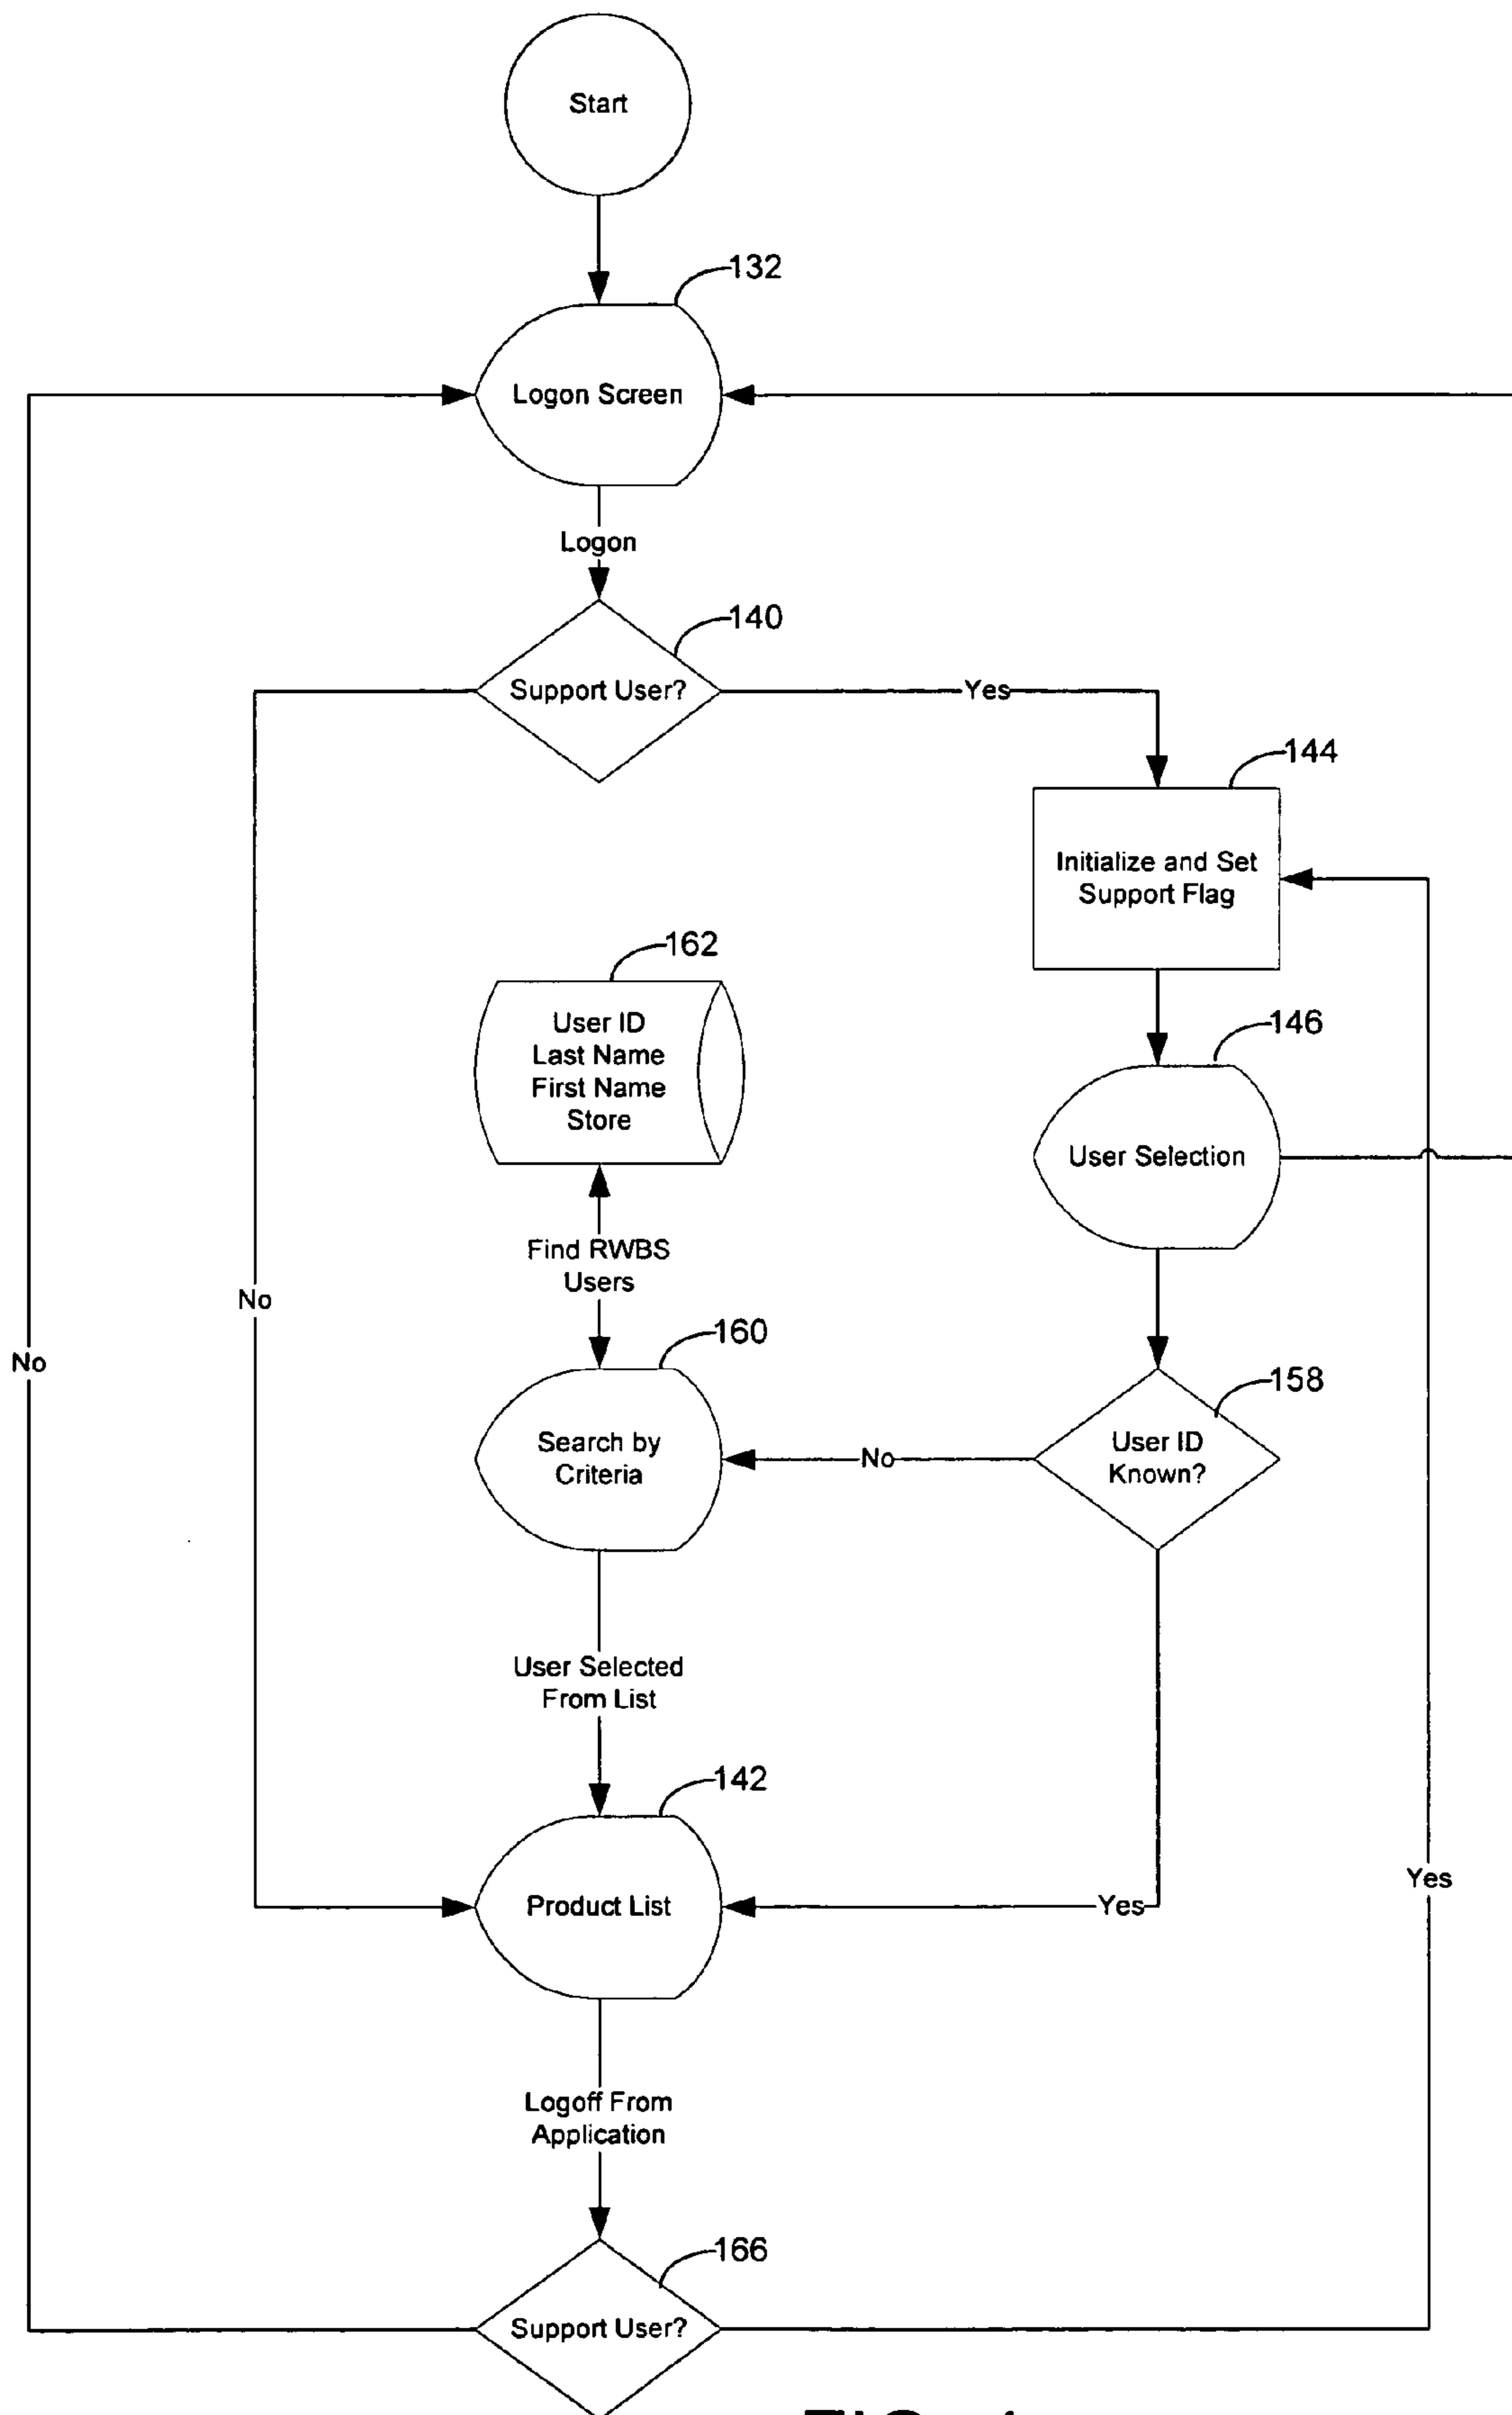 Start
132
Logon Screen
Logon
140
Support User?
Yes
144
Initialize and Set
Support Flag
162
User ID
Last Name
First Name
Store
146
User Selection
Find RWBS
Users
No
No
160
Search by
Criteria
No
158
User ID
Known?
User Selected
From List
142
Product List
Yes
Yes
Logoff From
Application
166
Support User?